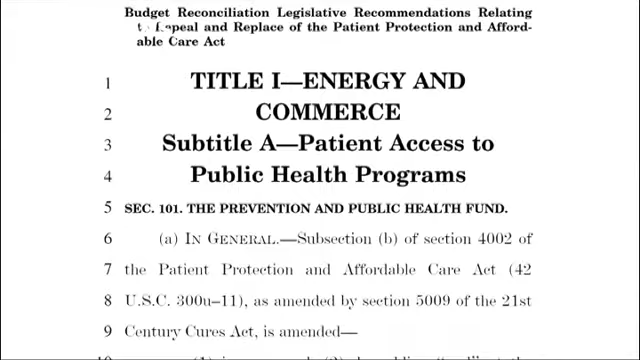 Budget Reconciliation Legislative Recommendations Relating
Repeal and Replace of the Patient Protection and Afford-
able Care Act
1 TITLE I—ENERGY AND
2 COMMERCE
3 Subtitle A—Patient Access to
4 Public Health Programs
5 SEC. 101. THE PREVENTION AND PUBLIC HEALTH FUND.
6 (a) IN GENERAL.—Subsection (b) of section 4002 of
7 the Patient Protection and Affordable Care Act (42
8 U.S.C. 300u–11), as amended by section 5009 of the 21st
9 Century Cures Act, is amended—